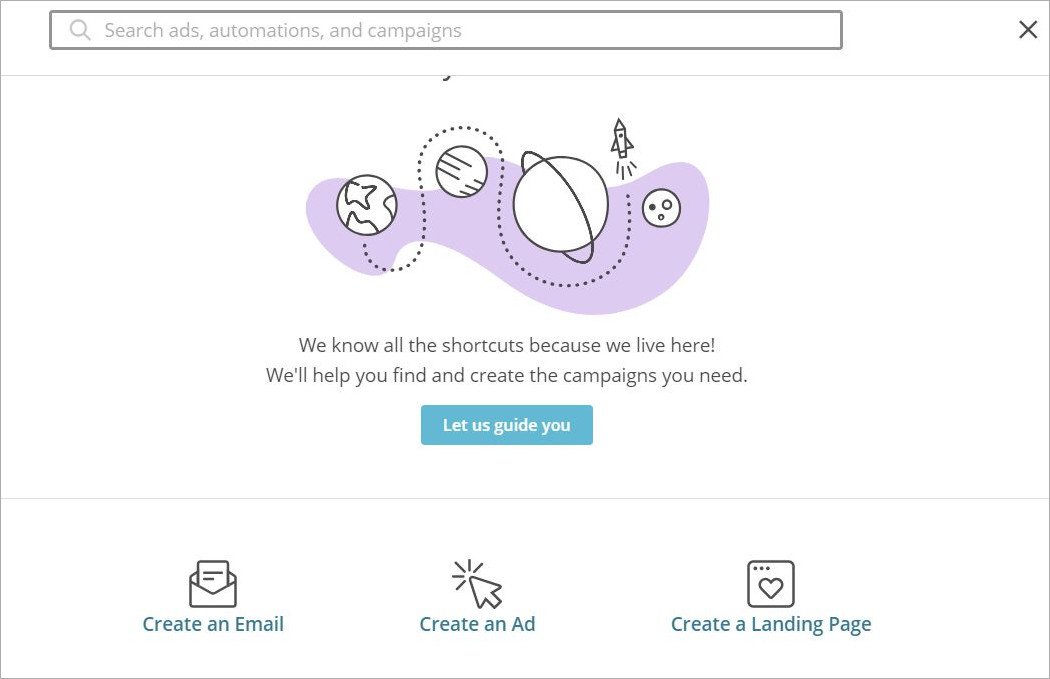 Search ads, automations, and campaigns
We know all the shortcuts because we live here!
We'll help you find and create the campaigns you need.
Let us guide you
Create an Email
Create an Ad
Create a Landing Page